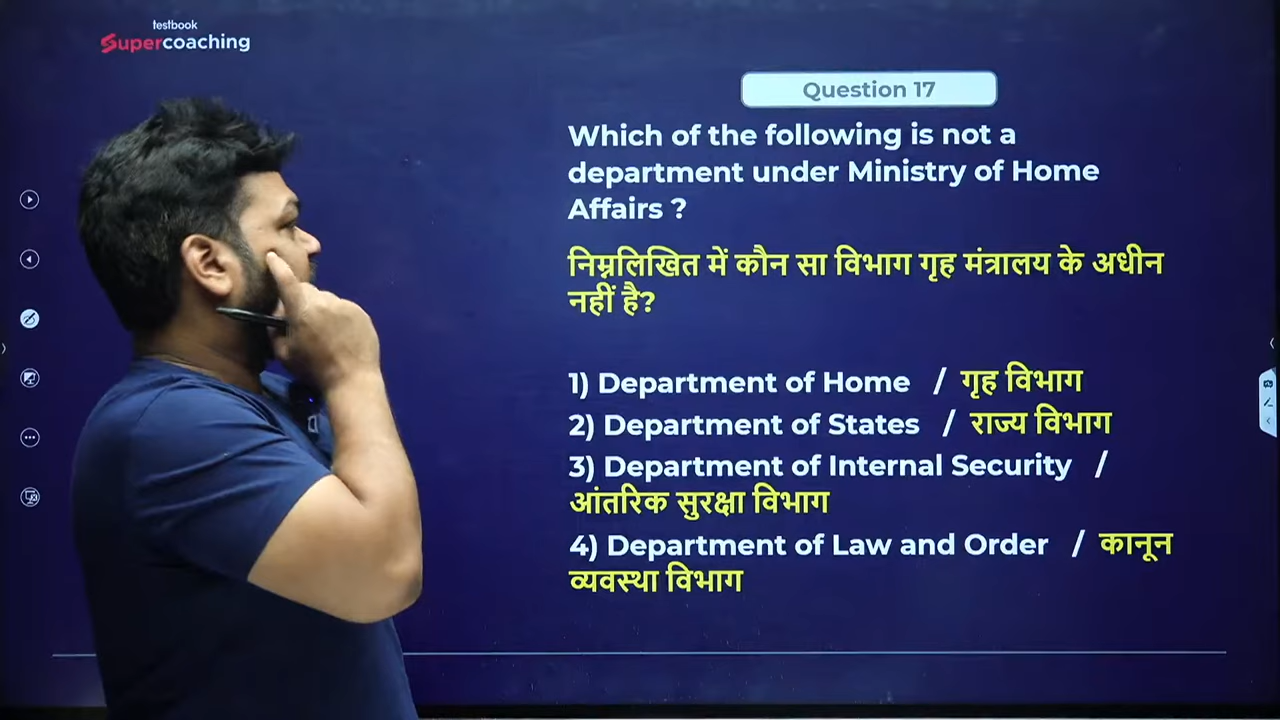 testbook
Supercoaching
Question 17
Which of the following is not a
department under Ministry of Home
Affairs ?
निम्नलिखित में कौन सा विभाग गृह मंत्रालय के अधीन
नहीं है?
1) Department of Home / गृह विभाग
2) Department of States / राज्य विभाग
3) Department of Internal Security /
आंतरिक सुरक्षा विभाग
4) Department of Law and Order / कानून
व्यवस्था विभाग